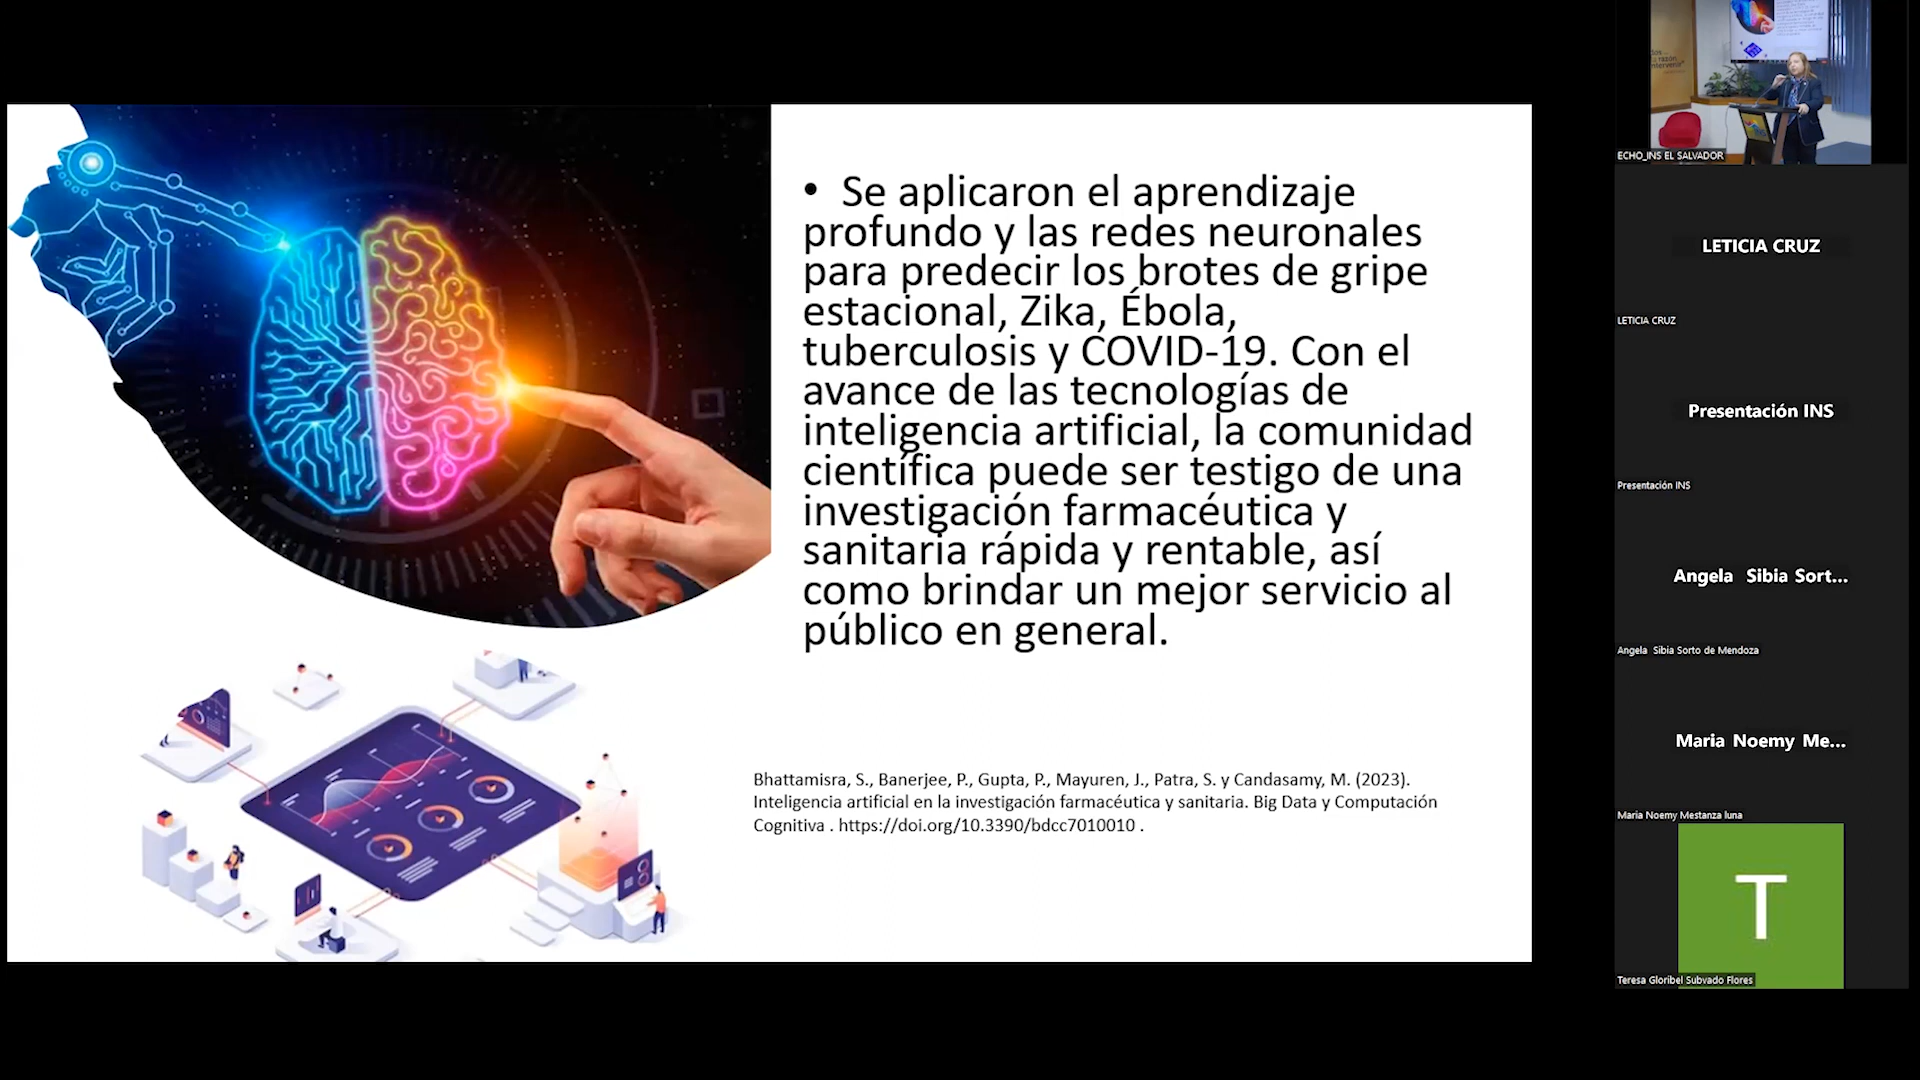 • Se aplicaron el aprendizaje
profundo y las redes neuronales
para predecir los brotes de gripe
estacional, Zika, Ébola,
tuberculosis y COVID-19. Con el
avance de las tecnologías de
inteligencia artificial, la comunidad
científica puede ser testigo de una
investigación farmacéutica y
sanitaria rápida y rentable, así
como brindar un mejor servicio al
público en general.
Bhattamisra, S., Banerjee, P., Gupta, P., Mayuren, J., Patra, S. y Candasamy, M. (2023).
Inteligencia artificial en la investigación farmacéutica y sanitaria. Big Data y Computación
Cognitiva . https://doi.org/10.3390/bdcc7010010 .
ECHO_INS EL SALVADOR
LETICIA CRUZ
LETICIA CRUZ
Presentación INS
Presentación INS
Angela Sibia Sort...
Angela Sibia Sorto de Mendoza
Maria Noemy Me...
Maria Noemy Mestanza luna
T
Teresa Gloribel Subvado Flores